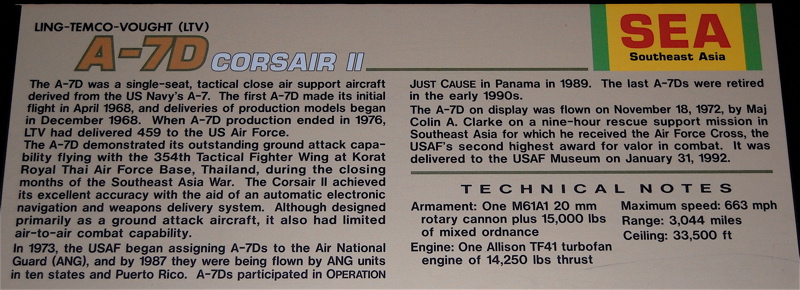 LING-TEMCO-VOUGHT (LTV)
A-7D CORSAIR II
SEA
Southeast Asia
The A-7D was a single-seat, tactical close air support aircraft
derived from the US Navy's A-7. The first A-7D made its initial
flight in April 1968, and deliveries of production models began
in December 1968. When A-7D production ended in 1976,
LTV had delivered 459 to the US Air Force.
The A-7D demonstrated its outstanding ground attack capa-
bility flying with the 354th Tactical Fighter Wing at Korat
Royal Thai Air Force Base, Thailand, during the closing
months of the Southeast Asia War. The Corsair II achieved
its excellent accuracy with the aid of an automatic electronic
navigation and weapons delivery system. Although designed
primarily as a ground attack aircraft, it also had limited
air-to-air combat capability.
In 1973, the USAF began assigning A-7Ds to the Air National
Guard (ANG), and by 1987 they were being flown by ANG units
in ten states and Puerto Rico. A-7Ds participated in OPERATION
JUST CAUSE in Panama in 1989. The last A-7Ds were retired
in the early 1990s.
The A-7D on display was flown on November 18, 1972, by Maj
Colin A. Clarke on a nine-hour rescue support mission in
Southeast Asia for which he received the Air Force Cross, the
USAF's second highest award for valor in combat. It was
delivered to the USAF Museum on January 31, 1992.
TECHNICAL NOTES
Armament: One M61A1 20 mm
rotary cannon plus 15,000 lbs
of mixed ordnance
Engine: One Allison TF41 turbofan
engine of 14,250 lbs thrust
Maximum speed: 663 mph
Range: 3,044 miles
Ceiling: 33,500 ft